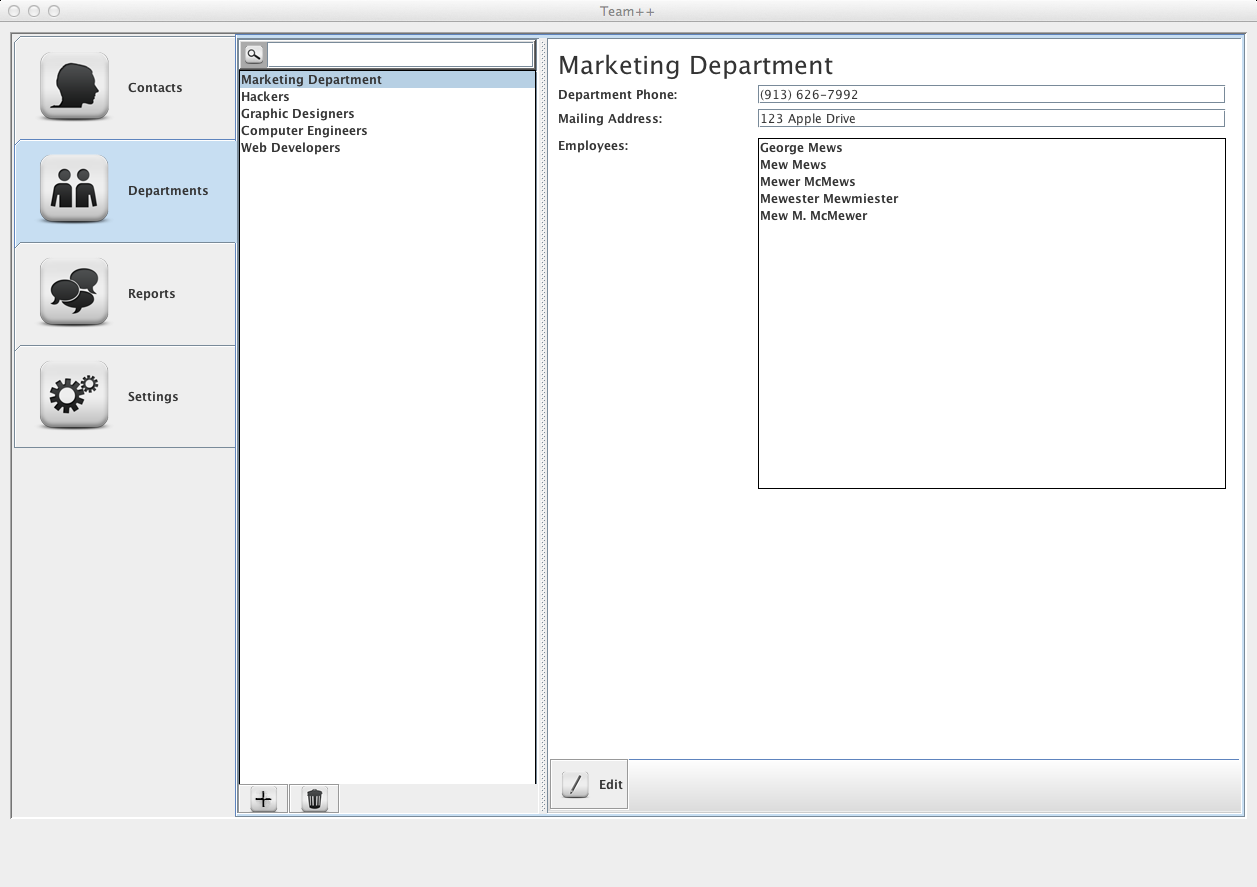 Team++
Contacts
Departments
Reports
Settings
Marketing Department
Hackers
Graphic Designers
Computer Engineers
Web Developers
Marketing Department
Department Phone: (913) 626-7992
Mailing Address: 123 Apple Drive
Employees: George Mews
Mew Mews
Mewer McMews
Mewester Mewmiester
Mew M. McMewer
Edit